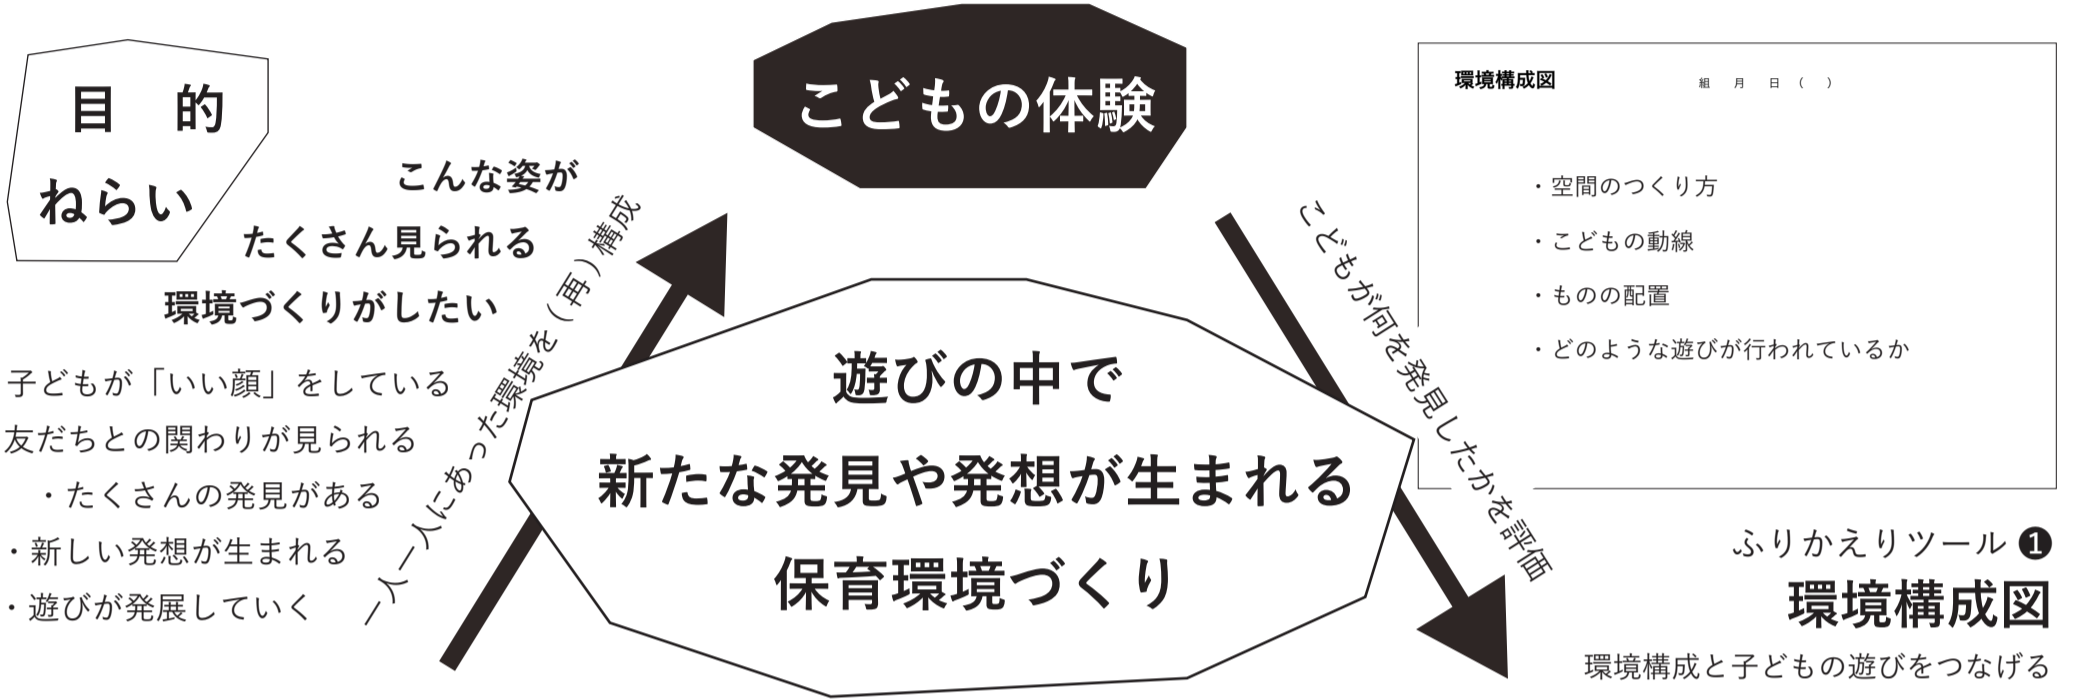 目　的
ねらい
こんな姿が
たくさん見られる
環境づくりがしたい
子どもが「いい顔」をしている
友だちとの関わりが見られる
・たくさんの発見がある
・新しい発想が生まれる
・遊びが発展していく
一人一人にあった環境を（再）構成
こどもの体験
遊びの中で
新たな発見や発想が生まれる
保育環境づくり
こどもが何を発見したかを評価
環境構成図　組　月　日（　）
・空間のつくり方
・こどもの動線
・ものの配置
・どのような遊びが行われているか
ふりかえりツール❶
環境構成図
環境構成と子どもの遊びをつなげる